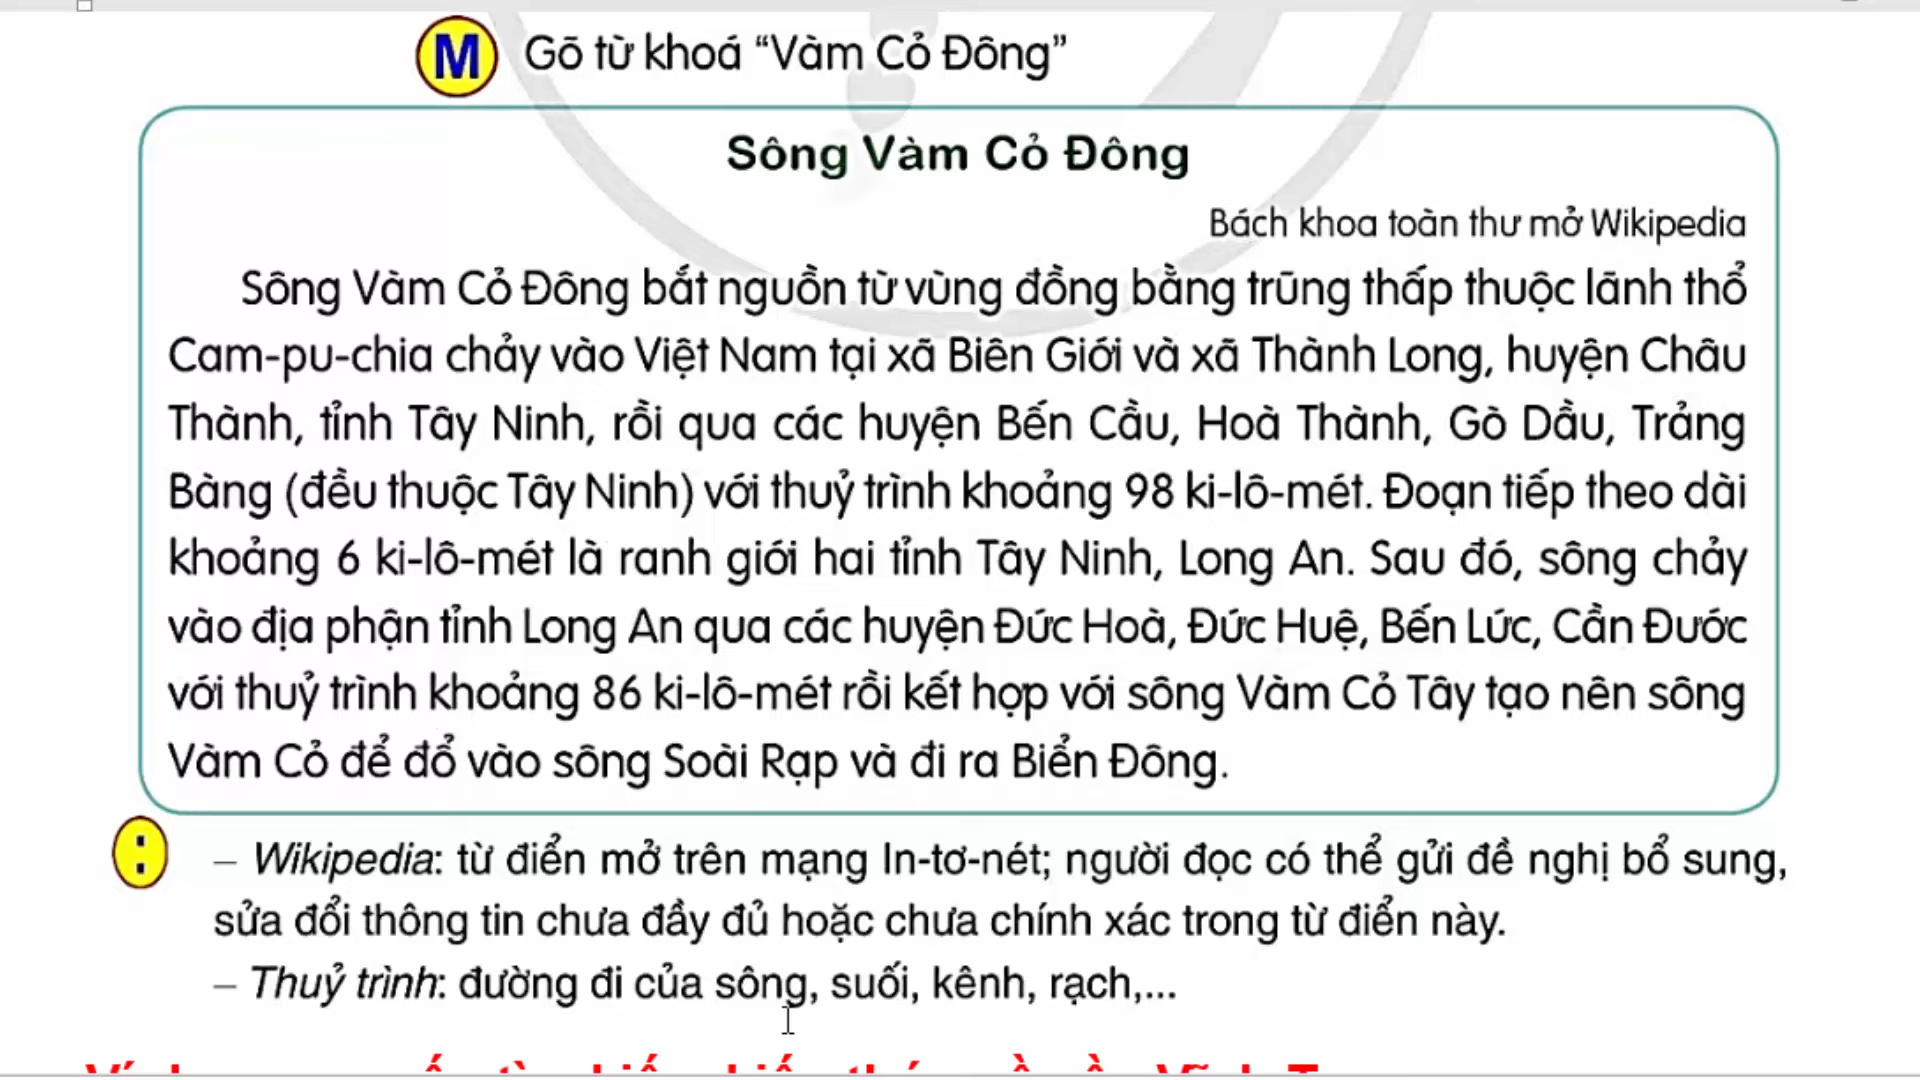 M Gõ từ khoá “Vàm Cỏ Đông”
Sông Vàm Cỏ Đông
Bách khoa toàn thư mở Wikipedia
Sông Vàm Cỏ Đông bắt nguồn từ vùng đồng bằng trũng thấp thuộc lãnh thổ
Cam-pu-chia chảy vào Việt Nam tại xã Biên Giới và xã Thành Long, huyện Châu
Thành, tỉnh Tây Ninh, rồi qua các huyện Bến Cầu, Hoà Thành, Gò Dầu, Trảng
Bàng (đều thuộc Tây Ninh) với thuỷ trình khoảng 98 ki-lô-mét. Đoạn tiếp theo dài
khoảng 6 ki-lô-mét là ranh giới hai tỉnh Tây Ninh, Long An. Sau đó, sông chảy
vào địa phận tỉnh Long An qua các huyện Đức Hoà, Đức Huệ, Bến Lức, Cần Đước
với thuỷ trình khoảng 86 ki-lô-mét rồi kết hợp với sông Vàm Cỏ Tây tạo nên sông
Vàm Cỏ để đổ vào sông Soài Rạp và đi ra Biển Đông.
: – Wikipedia: từ điển mở trên mạng In-tơ-nét; người đọc có thể gửi đề nghị bổ sung,
sửa đổi thông tin chưa đầy đủ hoặc chưa chính xác trong từ điển này.
– Thuỷ trình: đường đi của sông, suối, kênh, rạch,...